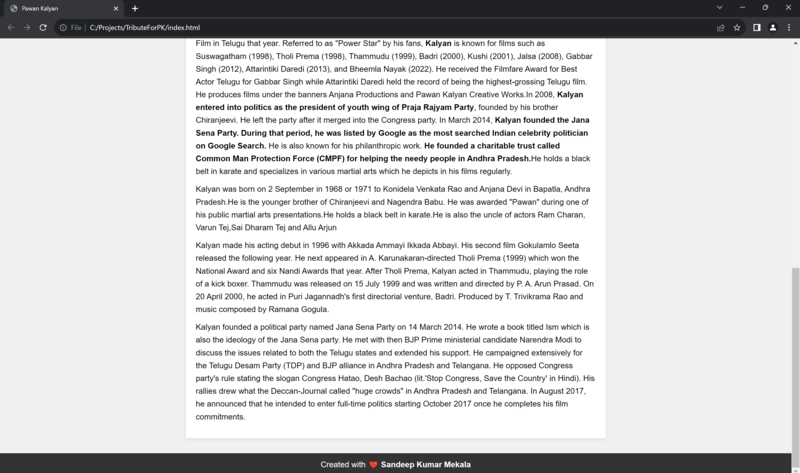 Pawan Kalyan
File
C:/Projects/TributeForPK/index.html
Film in Telugu that year. Referred to as "Power Star" by his fans, Kalyan is known for films such as
Suswagatham (1998), Tholi Prema (1998), Thammudu (1999), Badri (2000), Kushi (2001), Jalsa (2008), Gabbar
Singh (2012), Attarintiki Daredi (2013), and Bheemla Nayak (2022). He received the Filmfare Award for Best
Actor Telugu for Gabbar Singh while Attarintiki Daredi held the record of being the highest-grossing Telugu film.
He produces films under the banners Anjana Productions and Pawan Kalyan Creative Works.In 2008, Kalyan
entered into politics as the president of youth wing of Praja Rajyam Party, founded by his brother
Chiranjeevi. He left the party after it merged into the Congress party. In March 2014, Kalyan founded the Jana
Sena Party. During that period, he was listed by Google as the most searched Indian celebrity politician
on Google Search. He is also known for his philanthropic work. He founded a charitable trust called
Common Man Protection Force (CMPF) for helping the needy people in Andhra Pradesh.He holds a black
belt in karate and specializes in various martial arts which he depicts in his films regularly.
Kalyan was born on 2 September in 1968 or 1971 to Konidela Venkata Rao and Anjana Devi in Bapatla, Andhra
Pradesh.He is the younger brother of Chiranjeevi and Nagendra Babu. He was awarded "Pawan" during one of
his public martial arts presentations.He holds a black belt in karate.He is also the uncle of actors Ram Charan,
Varun Tej,Sai Dharam Tej and Allu Arjun
Kalyan made his acting debut in 1996 with Akkada Ammayi Ikkada Abbayi. His second film Gokulamlo Seeta
released the following year. He next appeared in A. Karunakaran-directed Tholi Prema (1999) which won the
National Award and six Nandi Awards that year. After Tholi Prema, Kalyan acted in Thammudu, playing the role
of a kick boxer. Thammudu was released on 15 July 1999 and was written and directed by P. A. Arun Prasad. On
20 April 2000, he acted in Puri Jagannadh's first directorial venture, Badri. Produced by T. Trivikrama Rao and
music composed by Ramana Gogula.
Kalyan founded a political party named Jana Sena Party on 14 March 2014. He wrote a book titled Ism which is
also the ideology of the Jana Sena party. He met with then BJP Prime ministerial candidate Narendra Modi to
discuss the issues related to both the Telugu states and extended his support. He campaigned extensively for
the Telugu Desam Party (TDP) and BJP alliance in Andhra Pradesh and Telangana. He opposed Congress
party's rule stating the slogan Congress Hatao, Desh Bachao (lit.'Stop Congress, Save the Country' in Hindi). His
rallies drew what the Deccan-Journal called "huge crowds" in Andhra Pradesh and Telangana. In August 2017,
he announced that he intended to enter full-time politics starting October 2017 once he completes his film
commitments.
Created with ❤️ Sandeep Kumar Mekala